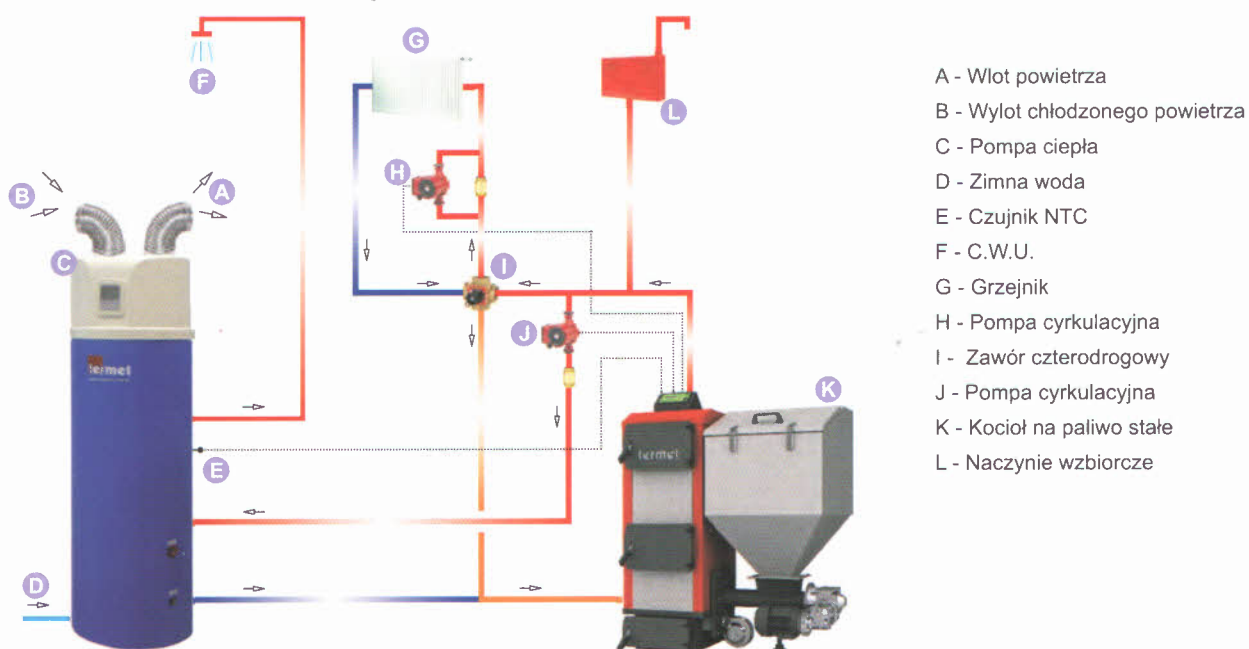 F
G
L
H
B
A
C
I
J
termet
K
termet
E
D
A - Wlot powietrza
B - Wylot chłodzonego powietrza
C - Pompa ciepła
D - Zimna woda
E - Czujnik NTC
F - C.W.U.
G - Grzejnik
H - Pompa cyrkulacyjna
I - Zawór czterodrogowy
J - Pompa cyrkulacyjna
K - Kocioł na paliwo stałe
L - Naczynie wzbiorcze